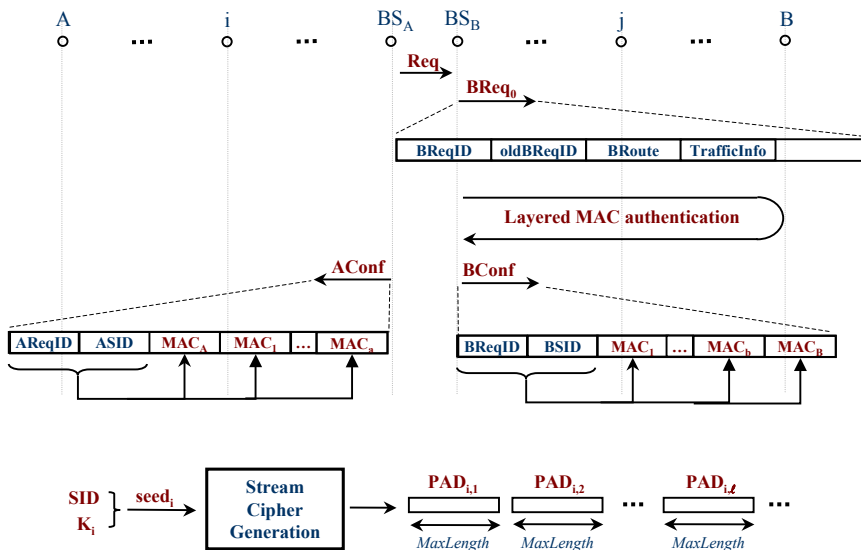 A ... i ... BS_A BS_B ... j ... B
Req
BReq_0
BReqID oldBReqID BRoute TrafficInfo
Layered MAC authentication
AConf BConf
AReqID ASID MAC_A MAC_1 ... MAC_a
BReqID BSID MAC_1 ... MAC_b MAC_B
SID
K_i
seed_i
Stream
Cipher
Generation
PAD_i,1 PAD_i,2 ... PAD_i,ℓ ...
MaxLength MaxLength MaxLength